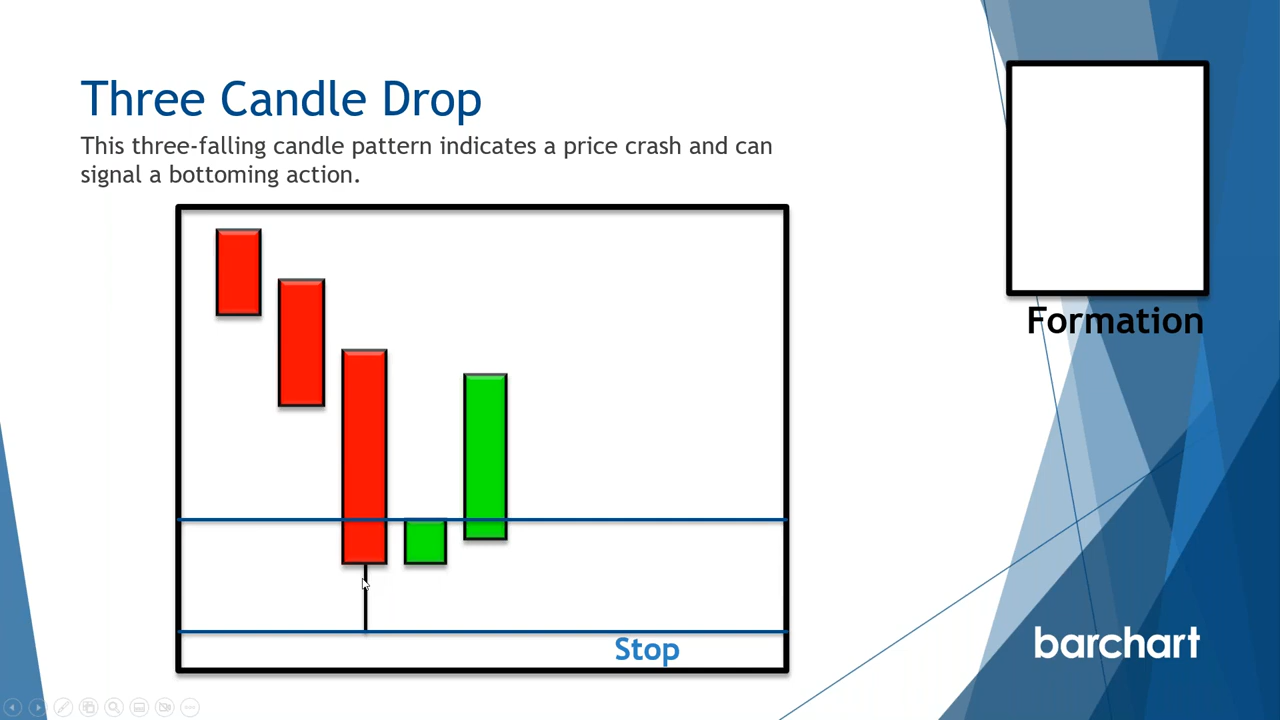 Three Candle Drop
This three-falling candle pattern indicates a price crash and can
signal a bottoming action.
Formation
Stop
barchart